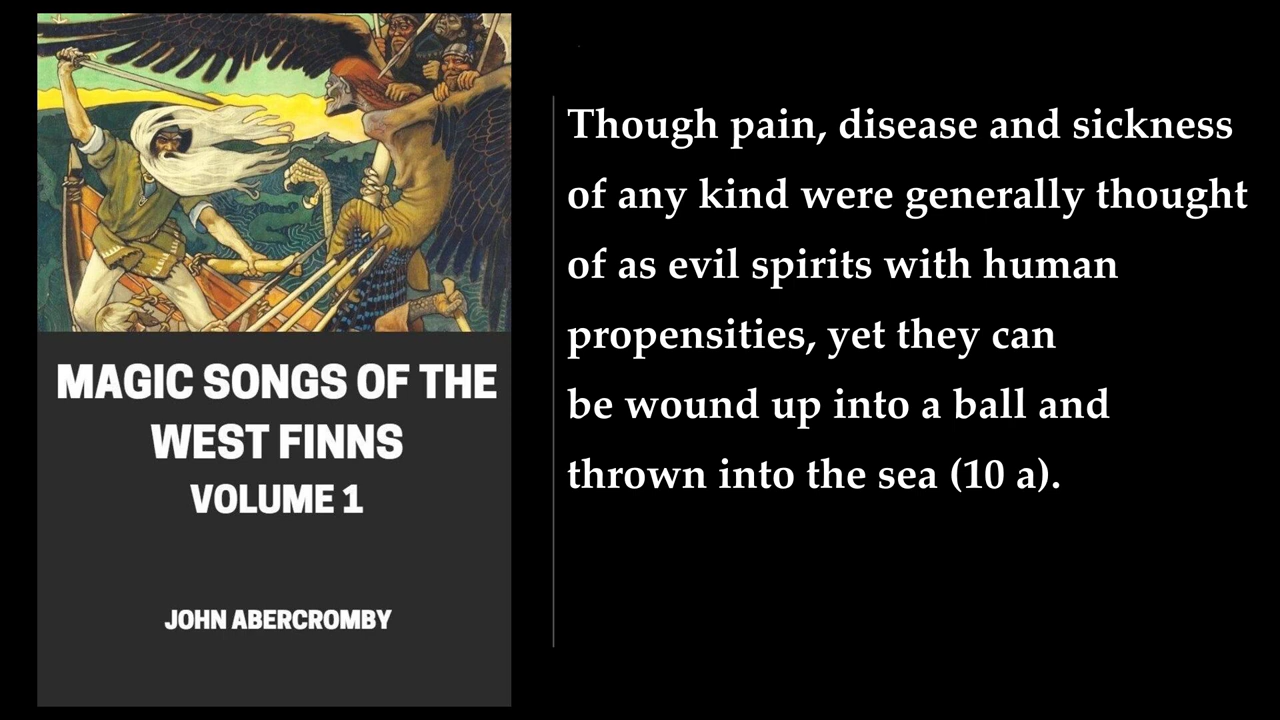 MAGIC SONGS OF THE
WEST FINNS
VOLUME 1
JOHN ABERCROMBY
Though pain, disease and sickness
of any kind were generally thought
of as evil spirits with human
propensities, yet they can
be wound up into a ball and
thrown into the sea (10 a).